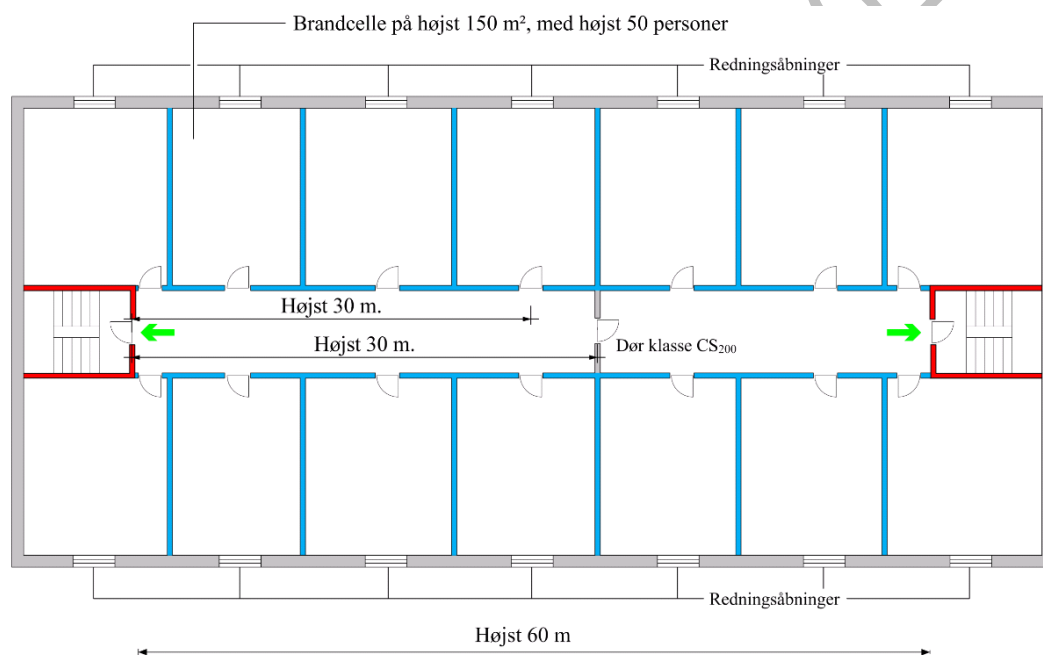 Brandcelle på højst 150 m², med højst 50 personer
Redningsåbninger
Højst 30 m.
Højst 30 m.
Dør klasse CS₂₀₀
Redningsåbninger
Højst 60 m